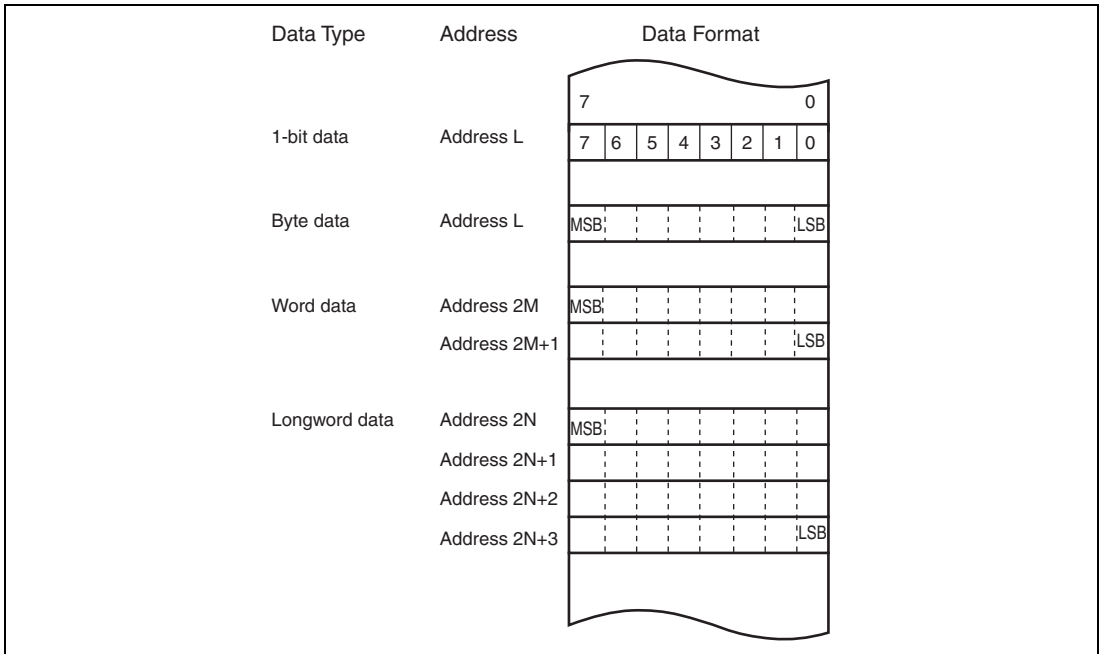 Data Type Address Data Format
7 0
1-bit data Address L 7 6 5 4 3 2 1 0
Byte data Address L MSB LSB
Word data Address 2M MSB
Address 2M+1 LSB
Longword data Address 2N MSB
Address 2N+1
Address 2N+2
Address 2N+3 LSB